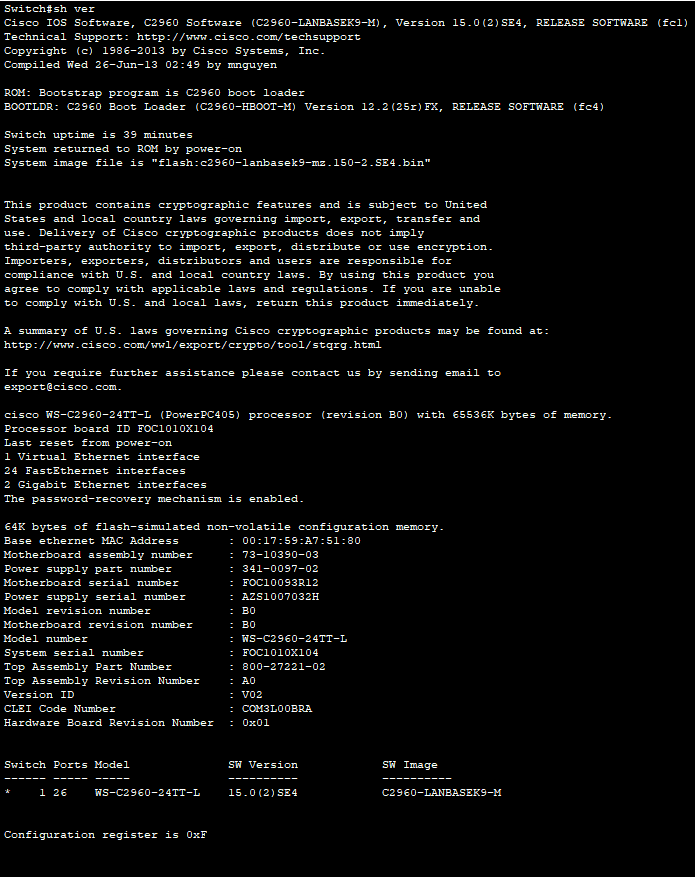 Switch#sh ver
Cisco IOS Software, C2960 Software (C2960-LANBASEK9-M), Version 15.0(2)SE4, RELEASE SOFTWARE (fc1)
Technical Support: http://www.cisco.com/techsupport
Copyright (c) 1986-2013 by Cisco Systems, Inc.
Compiled Wed 26-Jun-13 02:49 by mnguyen

ROM: Bootstrap program is C2960 boot loader
BOOTLDR: C2960 Boot Loader (C2960-HBOOT-M) Version 12.2(25r)FX, RELEASE SOFTWARE (fc4)

Switch uptime is 39 minutes
System returned to ROM by power-on
System image file is "flash:c2960-lanbasek9-mz.150-2.SE4.bin"

This product contains cryptographic features and is subject to United
States and local country laws governing import, export, transfer and
use. Delivery of Cisco cryptographic products does not imply
third-party authority to import, export, distribute or use encryption.
Importers, exporters, distributors and users are responsible for
compliance with U.S. and local country laws. By using this product you
agree to comply with applicable laws and regulations. If you are unable
to comply with U.S. and local laws, return this product immediately.

A summary of U.S. laws governing Cisco cryptographic products may be found at:
http://www.cisco.com/wwl/export/crypto/tool/stqrg.html

If you require further assistance please contact us by sending email to
export@cisco.com.

cisco WS-C2960-24TT-L (PowerPC405) processor (revision B0) with 65536K bytes of memory.
Processor board ID FOC1010X104
Last reset from power-on
1 Virtual Ethernet interface
24 FastEthernet interfaces
2 Gigabit Ethernet interfaces
The password-recovery mechanism is enabled.

64K bytes of flash-simulated non-volatile configuration memory.
Base ethernet MAC Address       : 00:17:59:A7:51:80
Motherboard assembly number     : 73-10390-03
Power supply part number        : 341-0097-02
Motherboard serial number       : FOC10093R12
Power supply serial number      : AZS1007032H
Model revision number           : B0
Motherboard revision number     : B0
Model number                    : WS-C2960-24TT-L
System serial number            : FOC1010X104
Top Assembly Part Number        : 800-27221-02
Top Assembly Revision Number    : A0
Version ID                      : V02
CLEI Code Number                : COM3L00BRA
Hardware Board Revision Number  : 0x01

Switch Ports Model              SW Version            SW Image
------ ----- -----              ----------            ----------
*    1 26    WS-C2960-24TT-L    15.0(2)SE4            C2960-LANBASEK9-M

Configuration register is 0xF